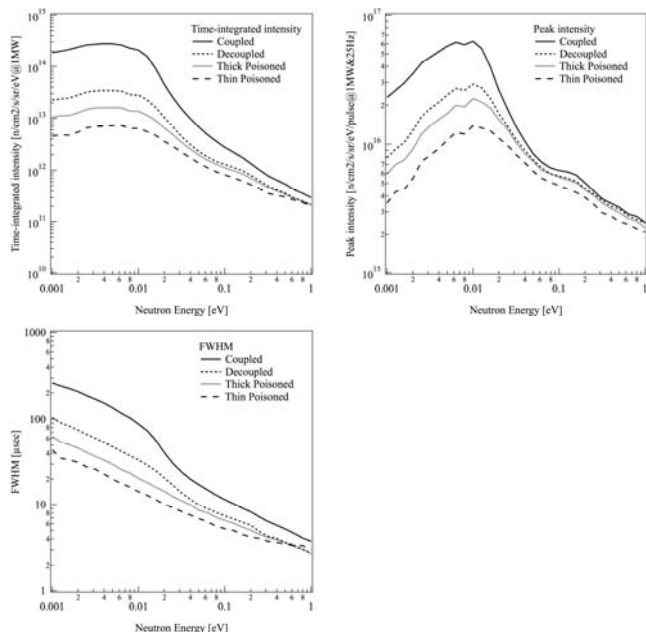 Time-integrated intensity [n/cm2/s/sr/eV@1MW]
10^15
10^14
10^13
10^12
10^11
10^10
Time-integrated intensity
Coupled
Decoupled
Thick Poisoned
Thin Poisoned
0.001 2 4 6 8 0.01 2 4 6 8 0.1 2 4 6 8 1
Neutron Energy [eV]
Peak intensity [n/cm2/s/sr/eV/pulse@1MW&25Hz]
10^17
8
7
6
5
4
3
2
10^16
8
7
6
5
4
3
2
10^15
Peak intensity
Coupled
Decoupled
Thick Poisoned
Thin Poisoned
0.001 2 4 6 8 0.01 2 4 6 8 0.1 2 4 6 8 1
Neutron Energy [eV]
FWHM [μsec]
1000
8
6
4
2
100
8
6
4
2
10
8
6
4
2
1
FWHM
Coupled
Decoupled
Thick Poisoned
Thin Poisoned
0.001 2 4 6 8 0.01 2 4 6 8 0.1 2 4 6 8 1
Neutron Energy [eV]